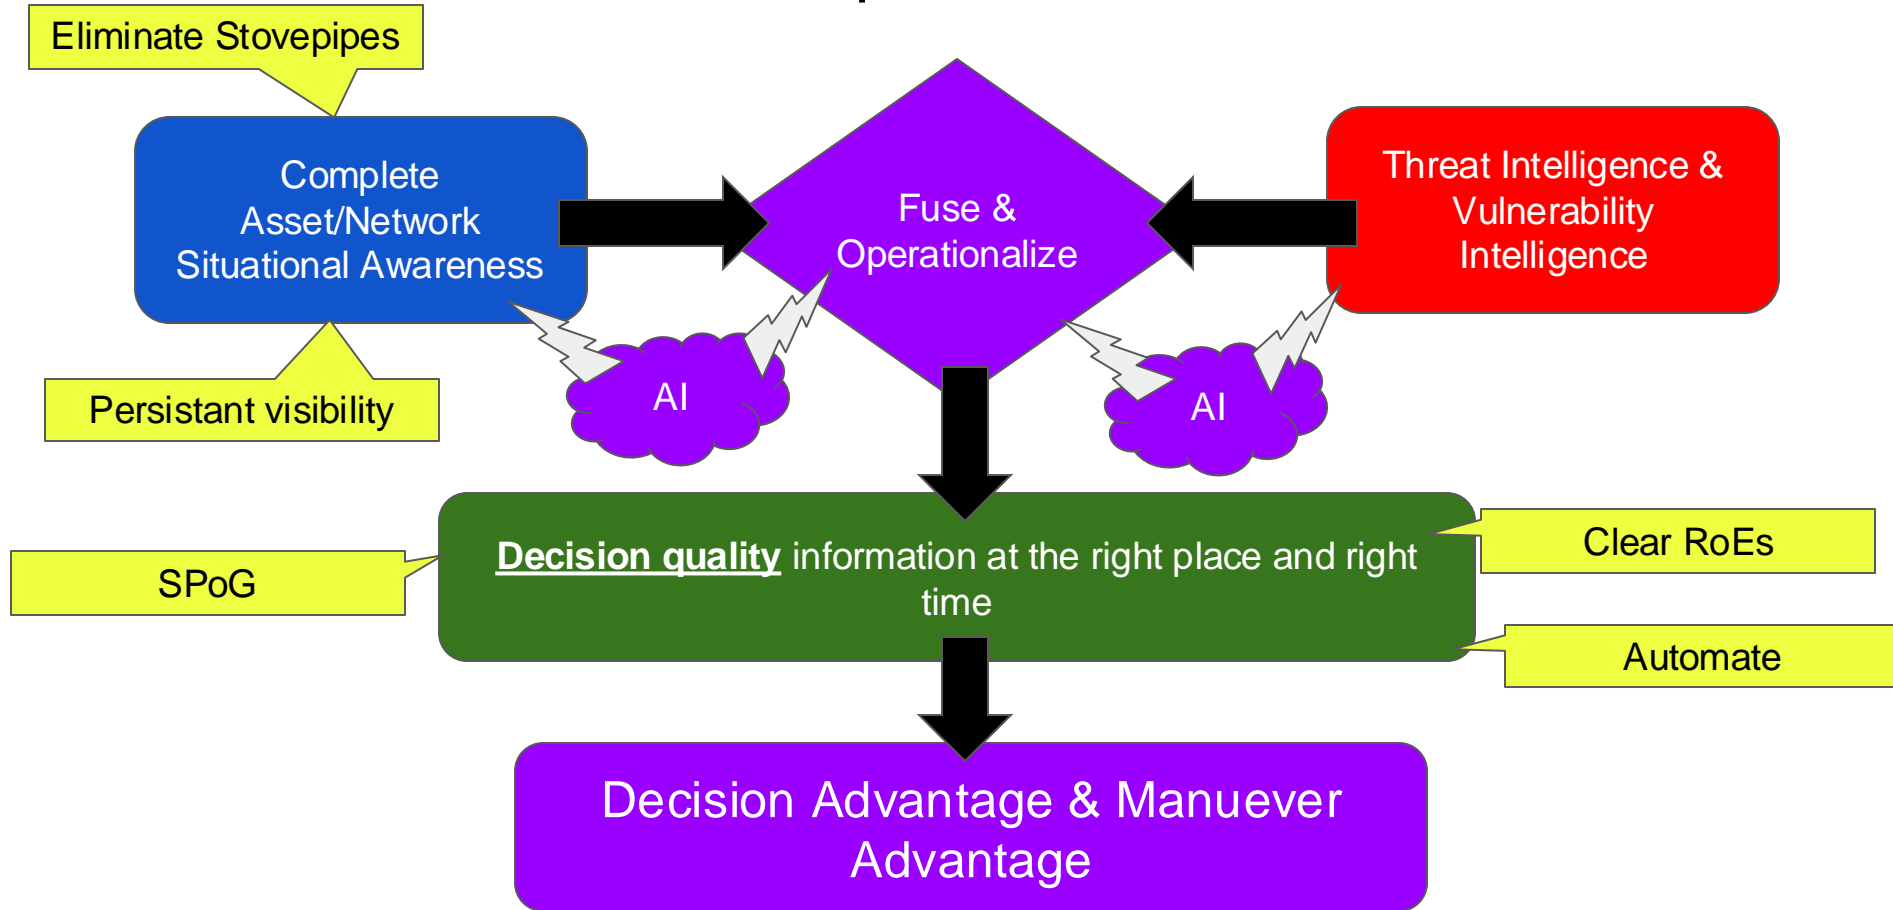 Eliminate Stovepipes
Complete
Asset/Network
Situational Awareness
Fuse &
Operationalize
Threat Intelligence &
Vulnerability
Intelligence
Persistant visibility
AI
AI
Decision quality information at the right place and right
time
SPoG
Clear RoEs
Automate
Decision Advantage & Manuever
Advantage